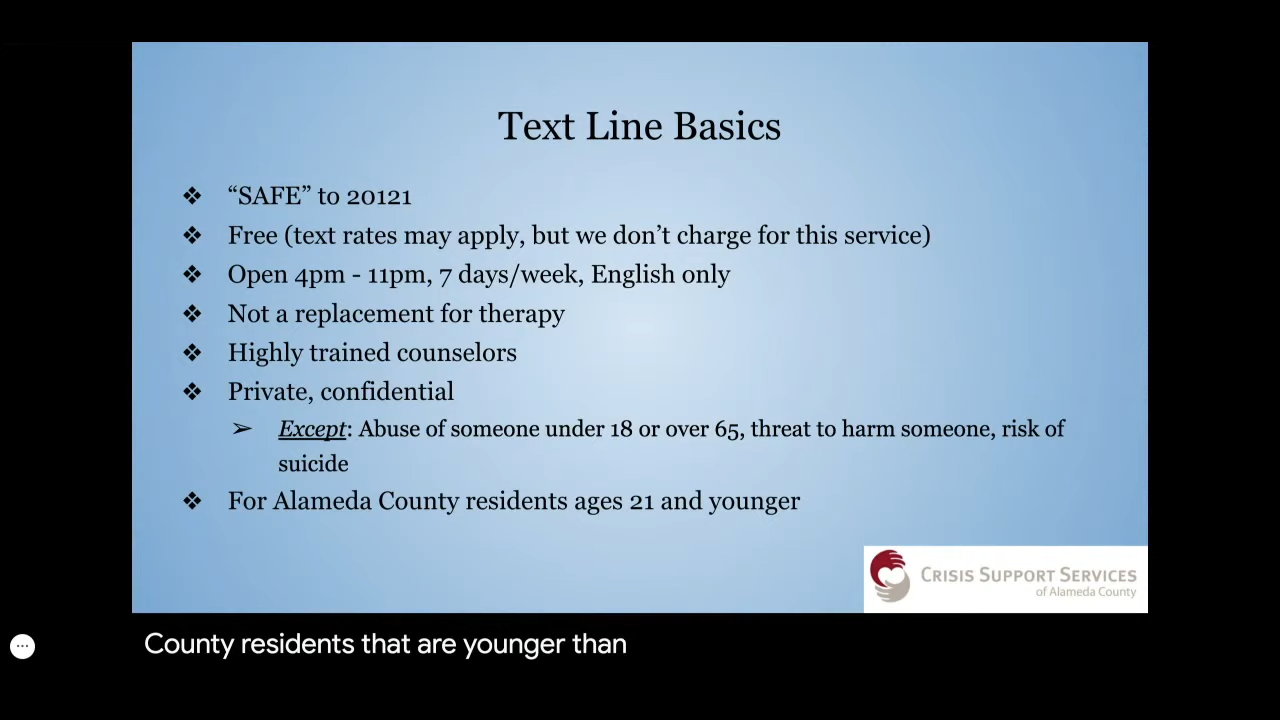 Text Line Basics
❖ “SAFE” to 20121
❖ Free (text rates may apply, but we don’t charge for this service)
❖ Open 4pm - 11pm, 7 days/week, English only
❖ Not a replacement for therapy
❖ Highly trained counselors
❖ Private, confidential
➢ Except: Abuse of someone under 18 or over 65, threat to harm someone, risk of
suicide
❖ For Alameda County residents ages 21 and younger
CRISIS SUPPORT SERVICES
of Alameda County
County residents that are younger than